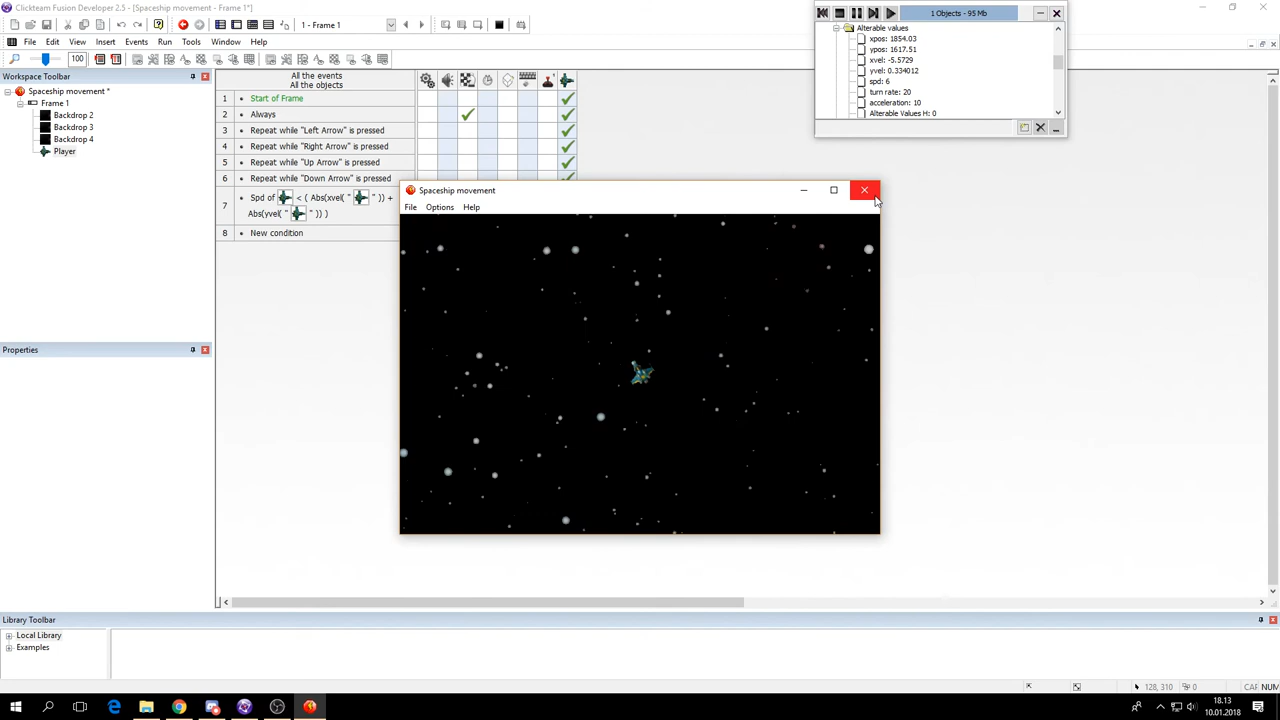 Clickteam Fusion Developer 2.5 - [Spaceship movement - Frame 1*]
1 - Frame 1
File Edit View Insert Events Run Tools Window Help
100
Workspace Toolbar
Spaceship movement *
Frame 1
Backdrop 2
Backdrop 3
Backdrop 4
Player
Properties
All the events
All the objects
1 • Start of Frame
2 • Always
3 • Repeat while "Left Arrow" is pressed
4 • Repeat while "Right Arrow" is pressed
5 • Repeat while "Up Arrow" is pressed
6 • Repeat while "Down Arrow" is pressed
7 • Spd of < ( Abs(xvel( " " )) +
Abs(yvel( " " )) )
8 • New condition
1 Objects - 95 Mb
Alterable values
xpos: 1854.03
ypos: 1617.51
xvel: -5.5729
yvel: 0.334012
spd: 6
turn rate: 20
acceleration: 10
Alterable Values H: 0
Spaceship movement
File Options Help
Library Toolbar
Local Library
Examples
128, 310
0
CAP NUM
18.13
10.01.2018